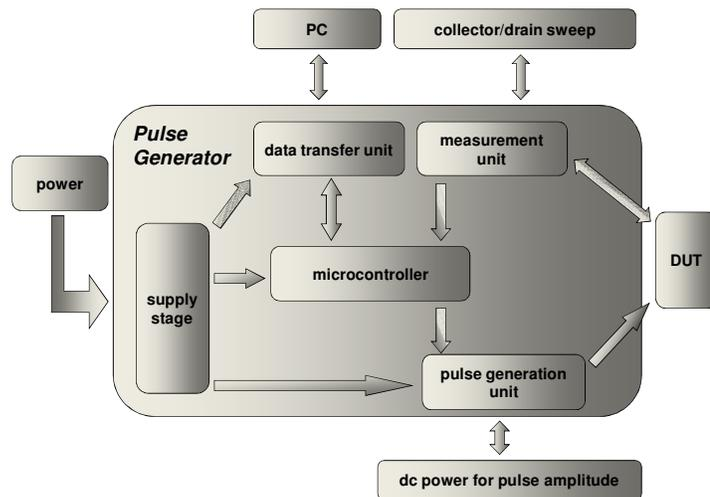 PC
collector/drain sweep
Pulse
Generator
data transfer unit
measurement
unit
power
DUT
microcontroller
supply
stage
pulse generation
unit
dc power for pulse amplitude